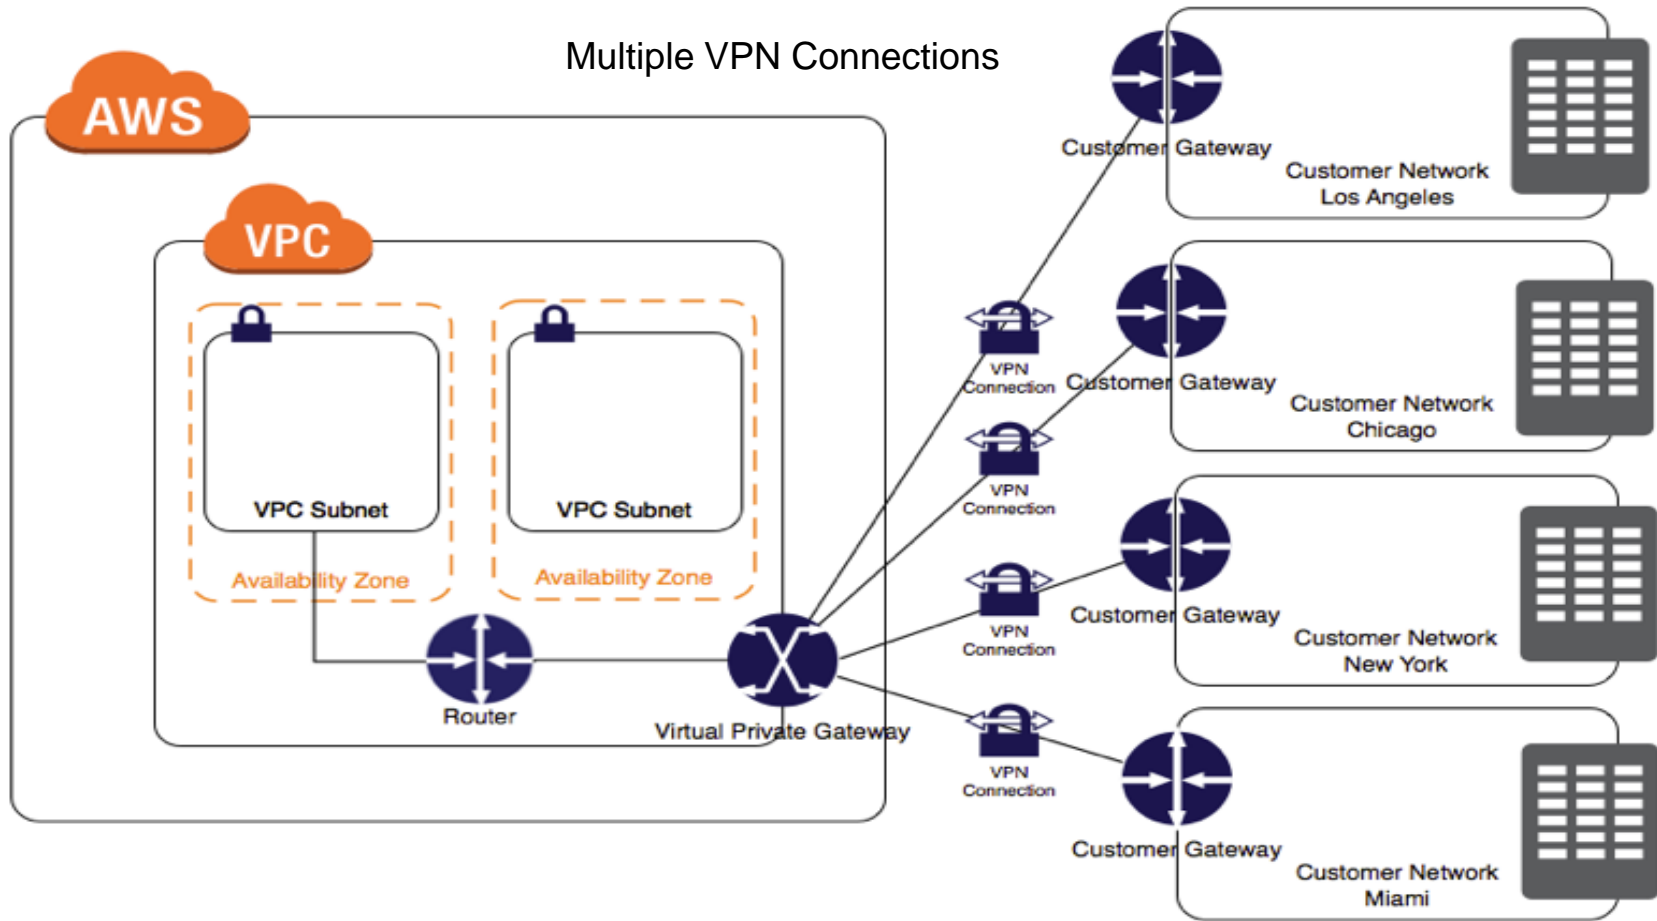 Multiple VPN Connections
AWS
VPC
VPC Subnet
Availability Zone
VPC Subnet
Availability Zone
Router
Virtual Private Gateway
VPN
Connection
VPN
Connection
VPN
Connection
VPN
Connection
Customer Gateway
Customer Network
Los Angeles
Customer Gateway
Customer Network
Chicago
Customer Gateway
Customer Network
New York
Customer Gateway
Customer Network
Miami